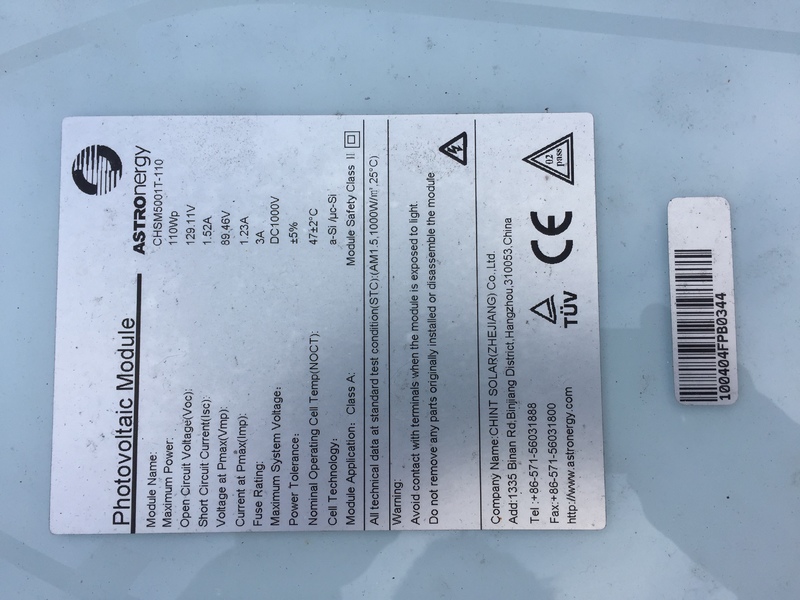 Photovoltaic Module
ASTRONERGY
Module Name: CHSM5001T-110
Maximum Power: 110Wp
Open Circuit Voltage(Voc): 129.11V
Short Circuit Current(Isc): 1.52A
Voltage at Pmax(Vmp): 89.46V
Current at Pmax(Imp): 1.23A
Fuse Rating: 3A
Maximum System Voltage: DC1000V
Power Tolerance: ±5%
Nominal Operating Cell Temp(NOCT): 47±2°C
Cell Technology: a-Si /μc-Si
Module Application: Class A; Module Safety Class II
All technical data at standard test condition(STC):(AM1.5,1000W/㎡,25°C)
Warning:
Avoid contact with terminals when the module is exposed to light.
Do not remove any parts originally installed or disassemble the module
Company Name:CHINT SOLAR(ZHEJIANG) Co.,Ltd.
Add:1335 Binan Rd,Binjiang District,Hangzhou,310053,China
Tel :+86-571-56031888
Fax:+86-571-56031800
http://www.astronergy.com
TÜV
CE
02
pass
100404FPB0344